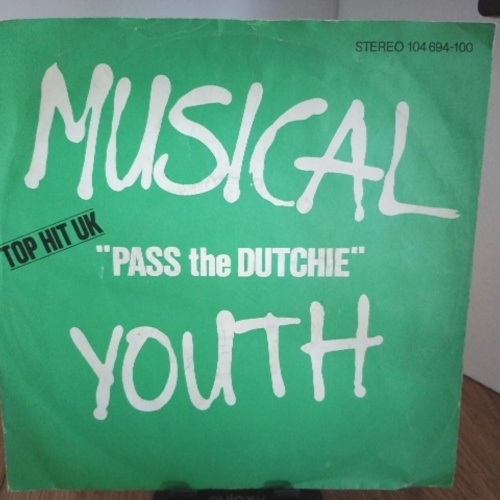 STEREO 104 694-100
MUSICAL
TOP HIT UK
"PASS the DUTCHIE"
YOUTH